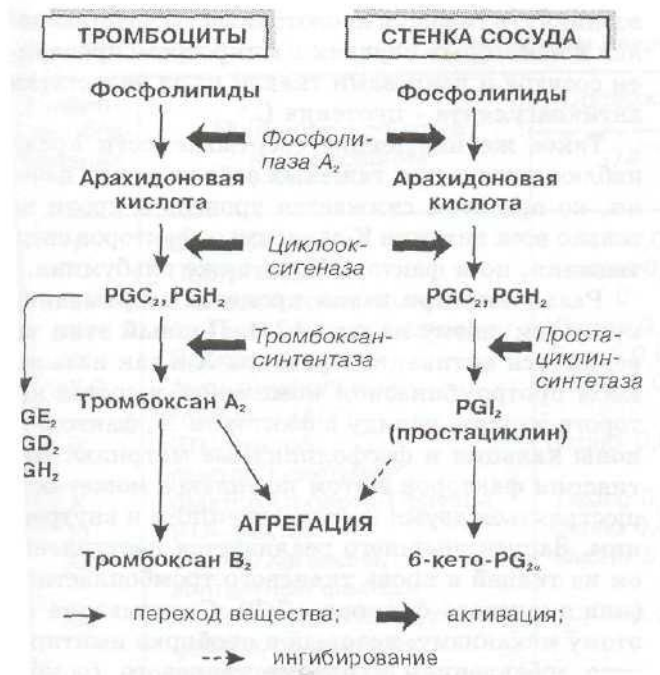 ТРОМБОЦИТЫ СТЕНКА СОСУДА
Фосфолипиды Фосфолипиды
Фосфоли-
паза А₂
Арахидоновая Арахидоновая
кислота кислота
Циклоок-
сигеназа
PGC₂, PGH₂ PGC₂, PGH₂
Тромбоксан- Проста-
синтентаза циклин-
синтетаза
Тромбоксан А₂ PGI₂
(простациклин)
GE₂
GD₂
GH₂
АГРЕГАЦИЯ
Тромбоксан В₂ 6-кето-PG₂α
переход вещества; активация;
ингибирование